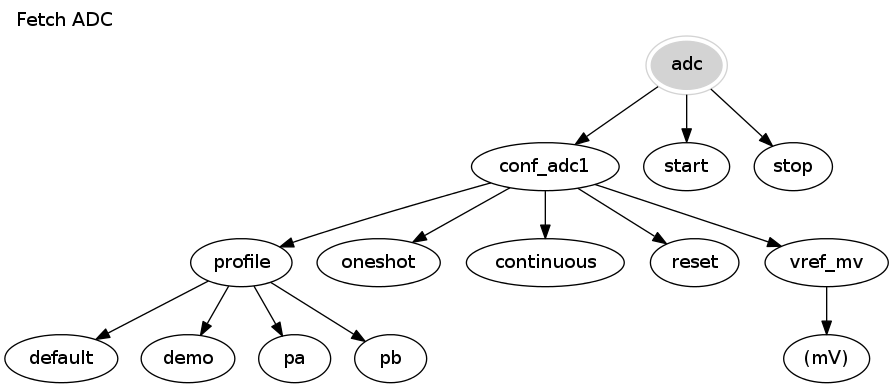 Fetch ADC
adc
conf_adc1
start
stop
profile
oneshot
continuous
reset
vref_mv
default
demo
pa
pb
(mV)